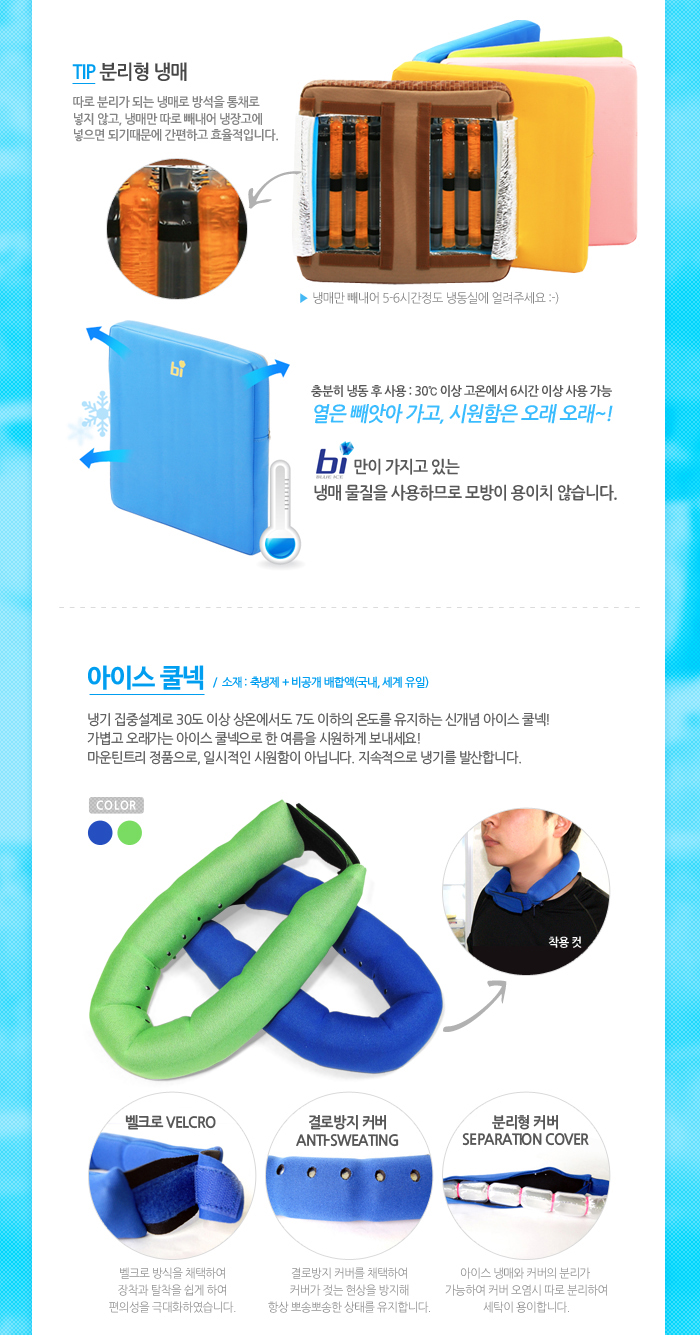 TIP 분리형 냉매
따로 분리가 되는 냉매로 방석을 통채로
넣지 않고, 냉매만 따로 빼내어 냉장고에
넣으면 되기때문에 간편하고 효율적입니다.
▶ 냉매만 빼내어 5-6시간정도 냉동실에 얼려주세요 :-)
bi
충분히 냉동 후 사용 : 30℃ 이상 고온에서 6시간 이상 사용 가능
열은 빼앗아 가고, 시원함은 오래 오래~!
bi 만이 가지고 있는
BLUE ICE
냉매 물질을 사용하므로 모방이 용이치 않습니다.
아이스 쿨넥 / 소재 : 축냉제 + 비공개 배합액(국내, 세계 유일)
냉기 집중설계로 30도 이상 상온에서도 7도 이하의 온도를 유지하는 신개념 아이스 쿨넥!
가볍고 오래가는 아이스 쿨넥으로 한 여름을 시원하게 보내세요!
마운틴트리 정품으로, 일시적인 시원함이 아닙니다. 지속적으로 냉기를 발산합니다.
COLOR
착용 컷
벨크로 VELCRO
결로방지 커버
ANTI-SWEATING
분리형 커버
SEPARATION COVER
벨크로 방식을 채택하여
장착과 탈착을 쉽게 하여
편의성을 극대화하였습니다.
결로방지 커버를 채택하여
커버가 젖는 현상을 방지해
항상 뽀송뽀송한 상태를 유지합니다.
아이스 냉매와 커버의 분리가
가능하여 커버 오염시 따로 분리하여
세탁이 용이합니다.